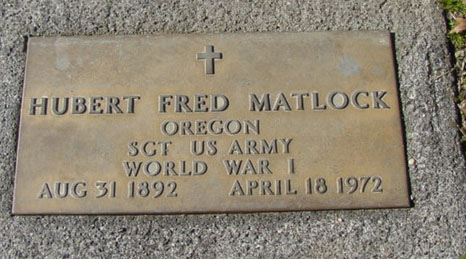 HUBERT FRED MATLOCK
OREGON
SGT US ARMY
WORLD WAR I
AUG 31 1892 APRIL 18 1972